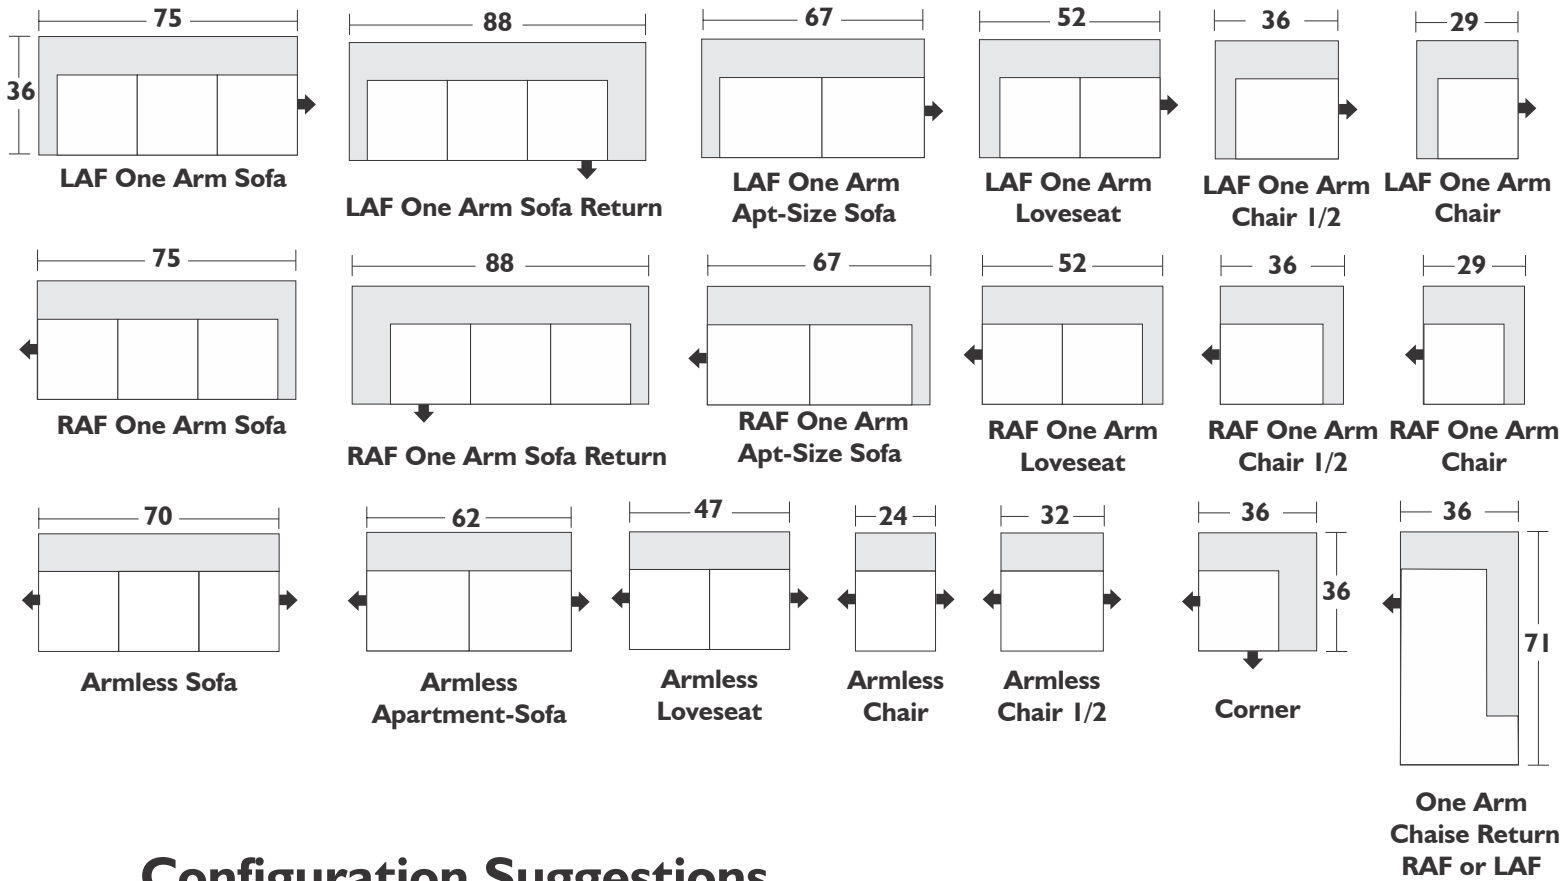 75
88
67
52
36
29
36
LAF One Arm Sofa
LAF One Arm Sofa Return
LAF One Arm
Apt-Size Sofa
LAF One Arm
Loveseat
LAF One Arm
Chair 1/2
LAF One Arm
Chair
75
88
67
52
36
29
RAF One Arm Sofa
RAF One Arm Sofa Return
RAF One Arm
Apt-Size Sofa
RAF One Arm
Loveseat
RAF One Arm
Chair 1/2
RAF One Arm
Chair
70
62
47
24
32
36
36
36
71
Armless Sofa
Armless
Apartment-Sofa
Armless
Loveseat
Armless
Chair
Armless
Chair 1/2
Corner
One Arm
Chaise Return
RAF or LAF
Configuration Suggestions